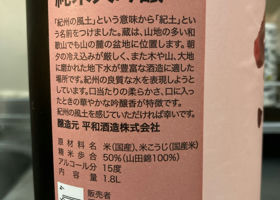 「紀州の風土」という意味から「紀土」とい
う名前をつけました。蔵は、山地の多い和
歌山でも山の麓の盆地に位置します。朝
夕の冷え込みが厳しく、また木や山、大地
に磨かれた地下水が豊富な酒造に適した
場所です。紀州の良質な水を表現しようと
しています。口当たりの柔らかさ、口に入っ
たときの華やかな吟醸香が特徴です。
紀州の風土を感じていただければ幸いです。
醸造元 平和酒造株式会社
原材料名 米(国産)、米こうじ(国産米)
精米歩合 50%(山田錦100%)
アルコール分 15度
内容量 1.8L
販売者